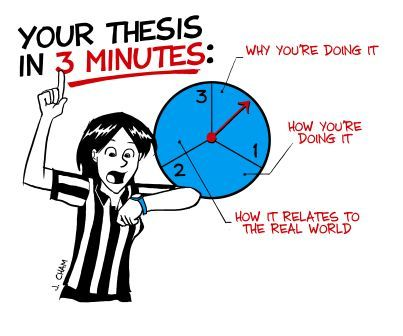 YOUR THESIS
IN 3 MINUTES:
WHY YOU'RE DOING IT
3
HOW YOU'RE
DOING IT
1
2
HOW IT RELATES TO
THE REAL WORLD
J. CHAM